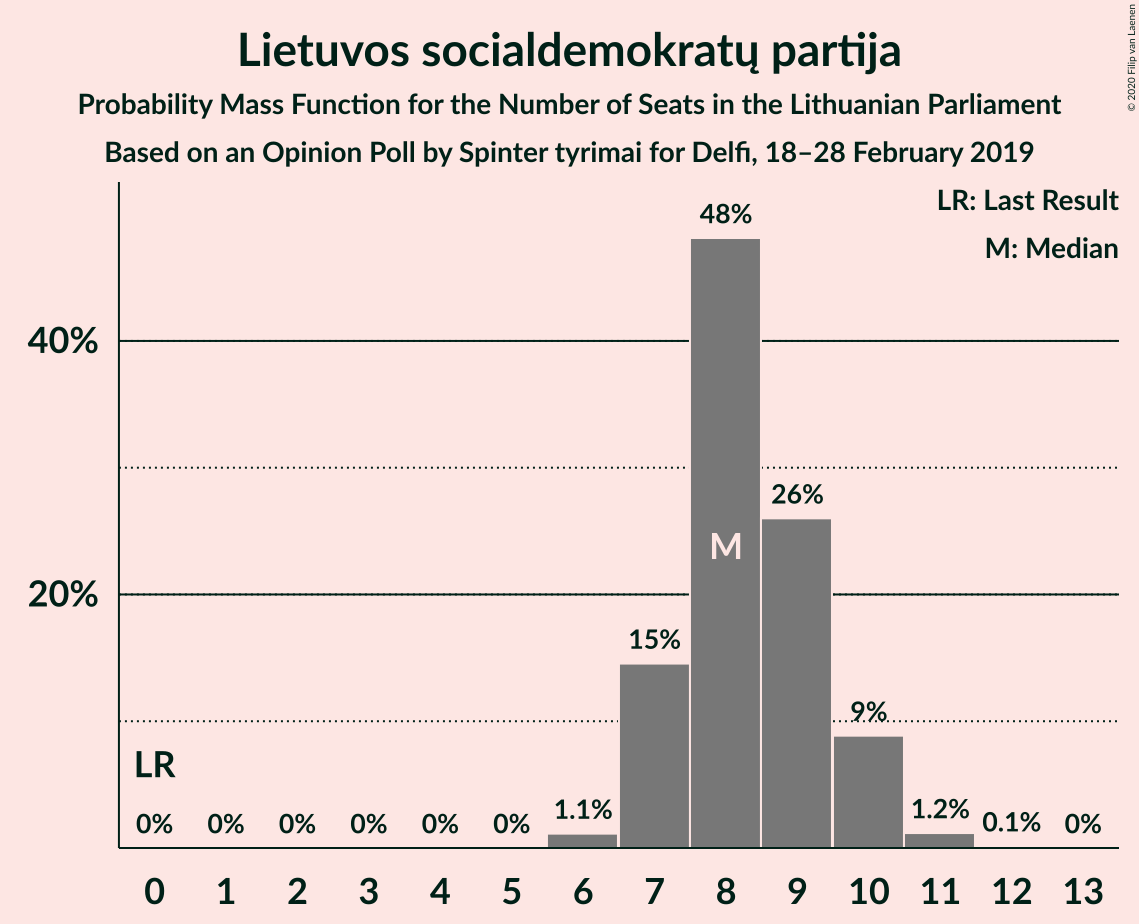 Lietuvos socialdemokratų partija
Probability Mass Function for the Number of Seats in the Lithuanian Parliament
Based on an Opinion Poll by Spinter tyrimai for Delfi, 18–28 February 2019
© 2020 Filip van Laenen
LR: Last Result
M: Median
48%
40%
26%
M
20%
15%
9%
LR
0% 0% 0% 0% 0% 0% 1.1% 1.2% 0.1% 0%
0 1 2 3 4 5 6 7 8 9 10 11 12 13